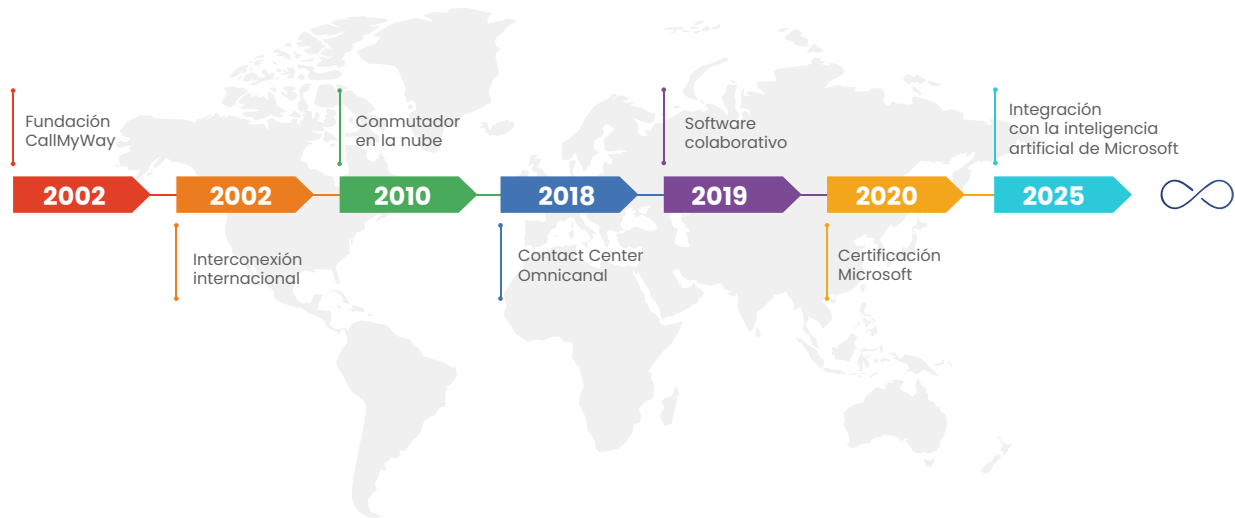 Fundación
CallMyWay
Conmutador
en la nube
Software
colaborativo
Integración
con la inteligencia
artificial de Microsoft
2002
2002
2010
2018
2019
2020
2025
Interconexión
internacional
Contact Center
Omnicanal
Certificación
Microsoft